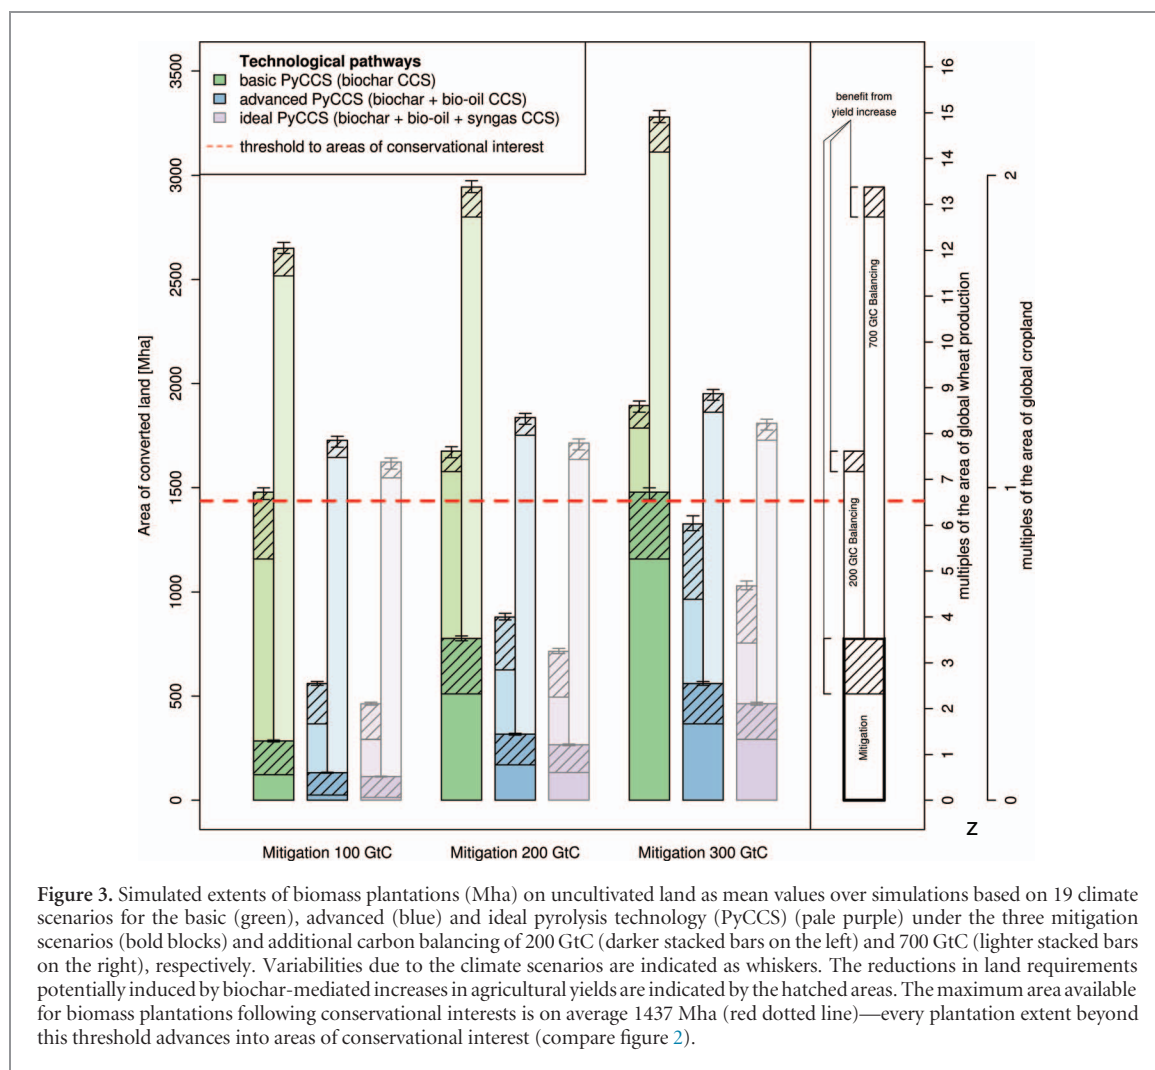 Technological pathways
basic PyCCS (biochar CCS)
advanced PyCCS (biochar + bio-oil CCS)
ideal PyCCS (biochar + bio-oil + syngas CCS)
threshold to areas of conservational interest
Area of converted land [Mha]
3500
3000
2500
2000
1500
1000
500
0
Mitigation 100 GtC
Mitigation 200 GtC
Mitigation 300 GtC
benefit from
yield increase
700 GtC Balancing
200 GtC Balancing
Mitigation
16
15
14
13
12
11
10
9
8
7
6
5
4
3
2
1
0
multiples of the area of global wheat production
2
1
0
multiples of the area of global cropland
Z
Figure 3. Simulated extents of biomass plantations (Mha) on uncultivated land as mean values over simulations based on 19 climate
scenarios for the basic (green), advanced (blue) and ideal pyrolysis technology (PyCCS) (pale purple) under the three mitigation
scenarios (bold blocks) and additional carbon balancing of 200 GtC (darker stacked bars on the left) and 700 GtC (lighter stacked bars
on the right), respectively. Variabilities due to the climate scenarios are indicated as whiskers. The reductions in land requirements
potentially induced by biochar-mediated increases in agricultural yields are indicated by the hatched areas. The maximum area available
for biomass plantations following conservational interests is on average 1437 Mha (red dotted line)—every plantation extent beyond
this threshold advances into areas of conservational interest (compare figure 2).